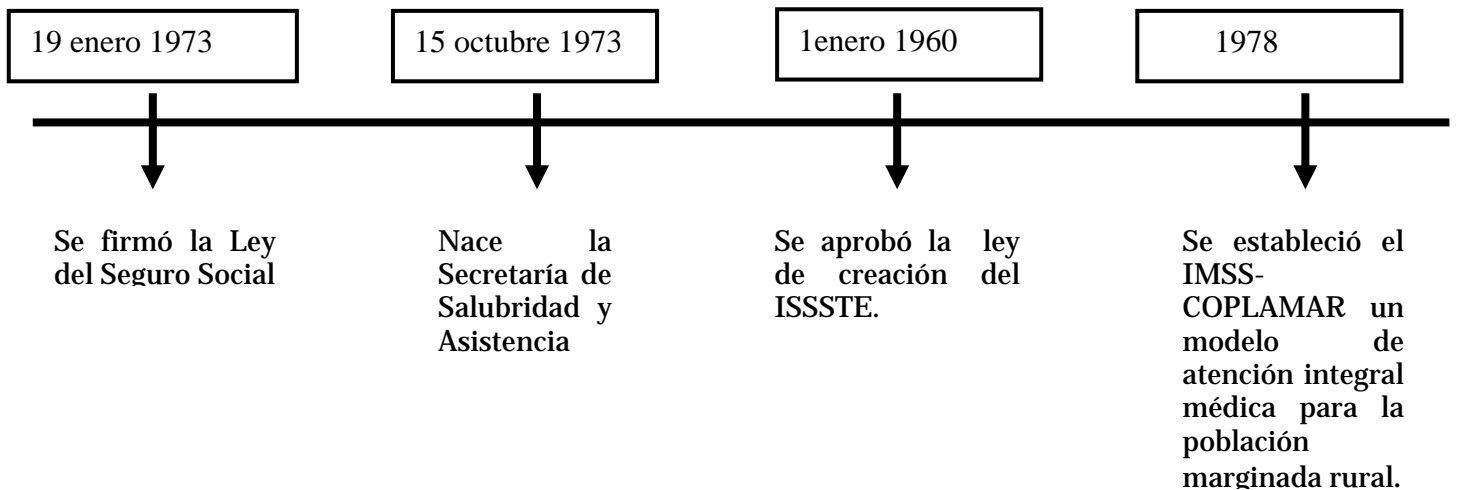 19 enero 1973
15 octubre 1973
1enero 1960
1978
Se firmó la Ley
del Seguro Social
Nace la
Secretaría de
Salubridad y
Asistencia
Se aprobó la ley
de creación del
ISSSTE.
Se estableció el
IMSS-
COPLAMAR un
modelo de
atención integral
médica para la
población
marginada rural.